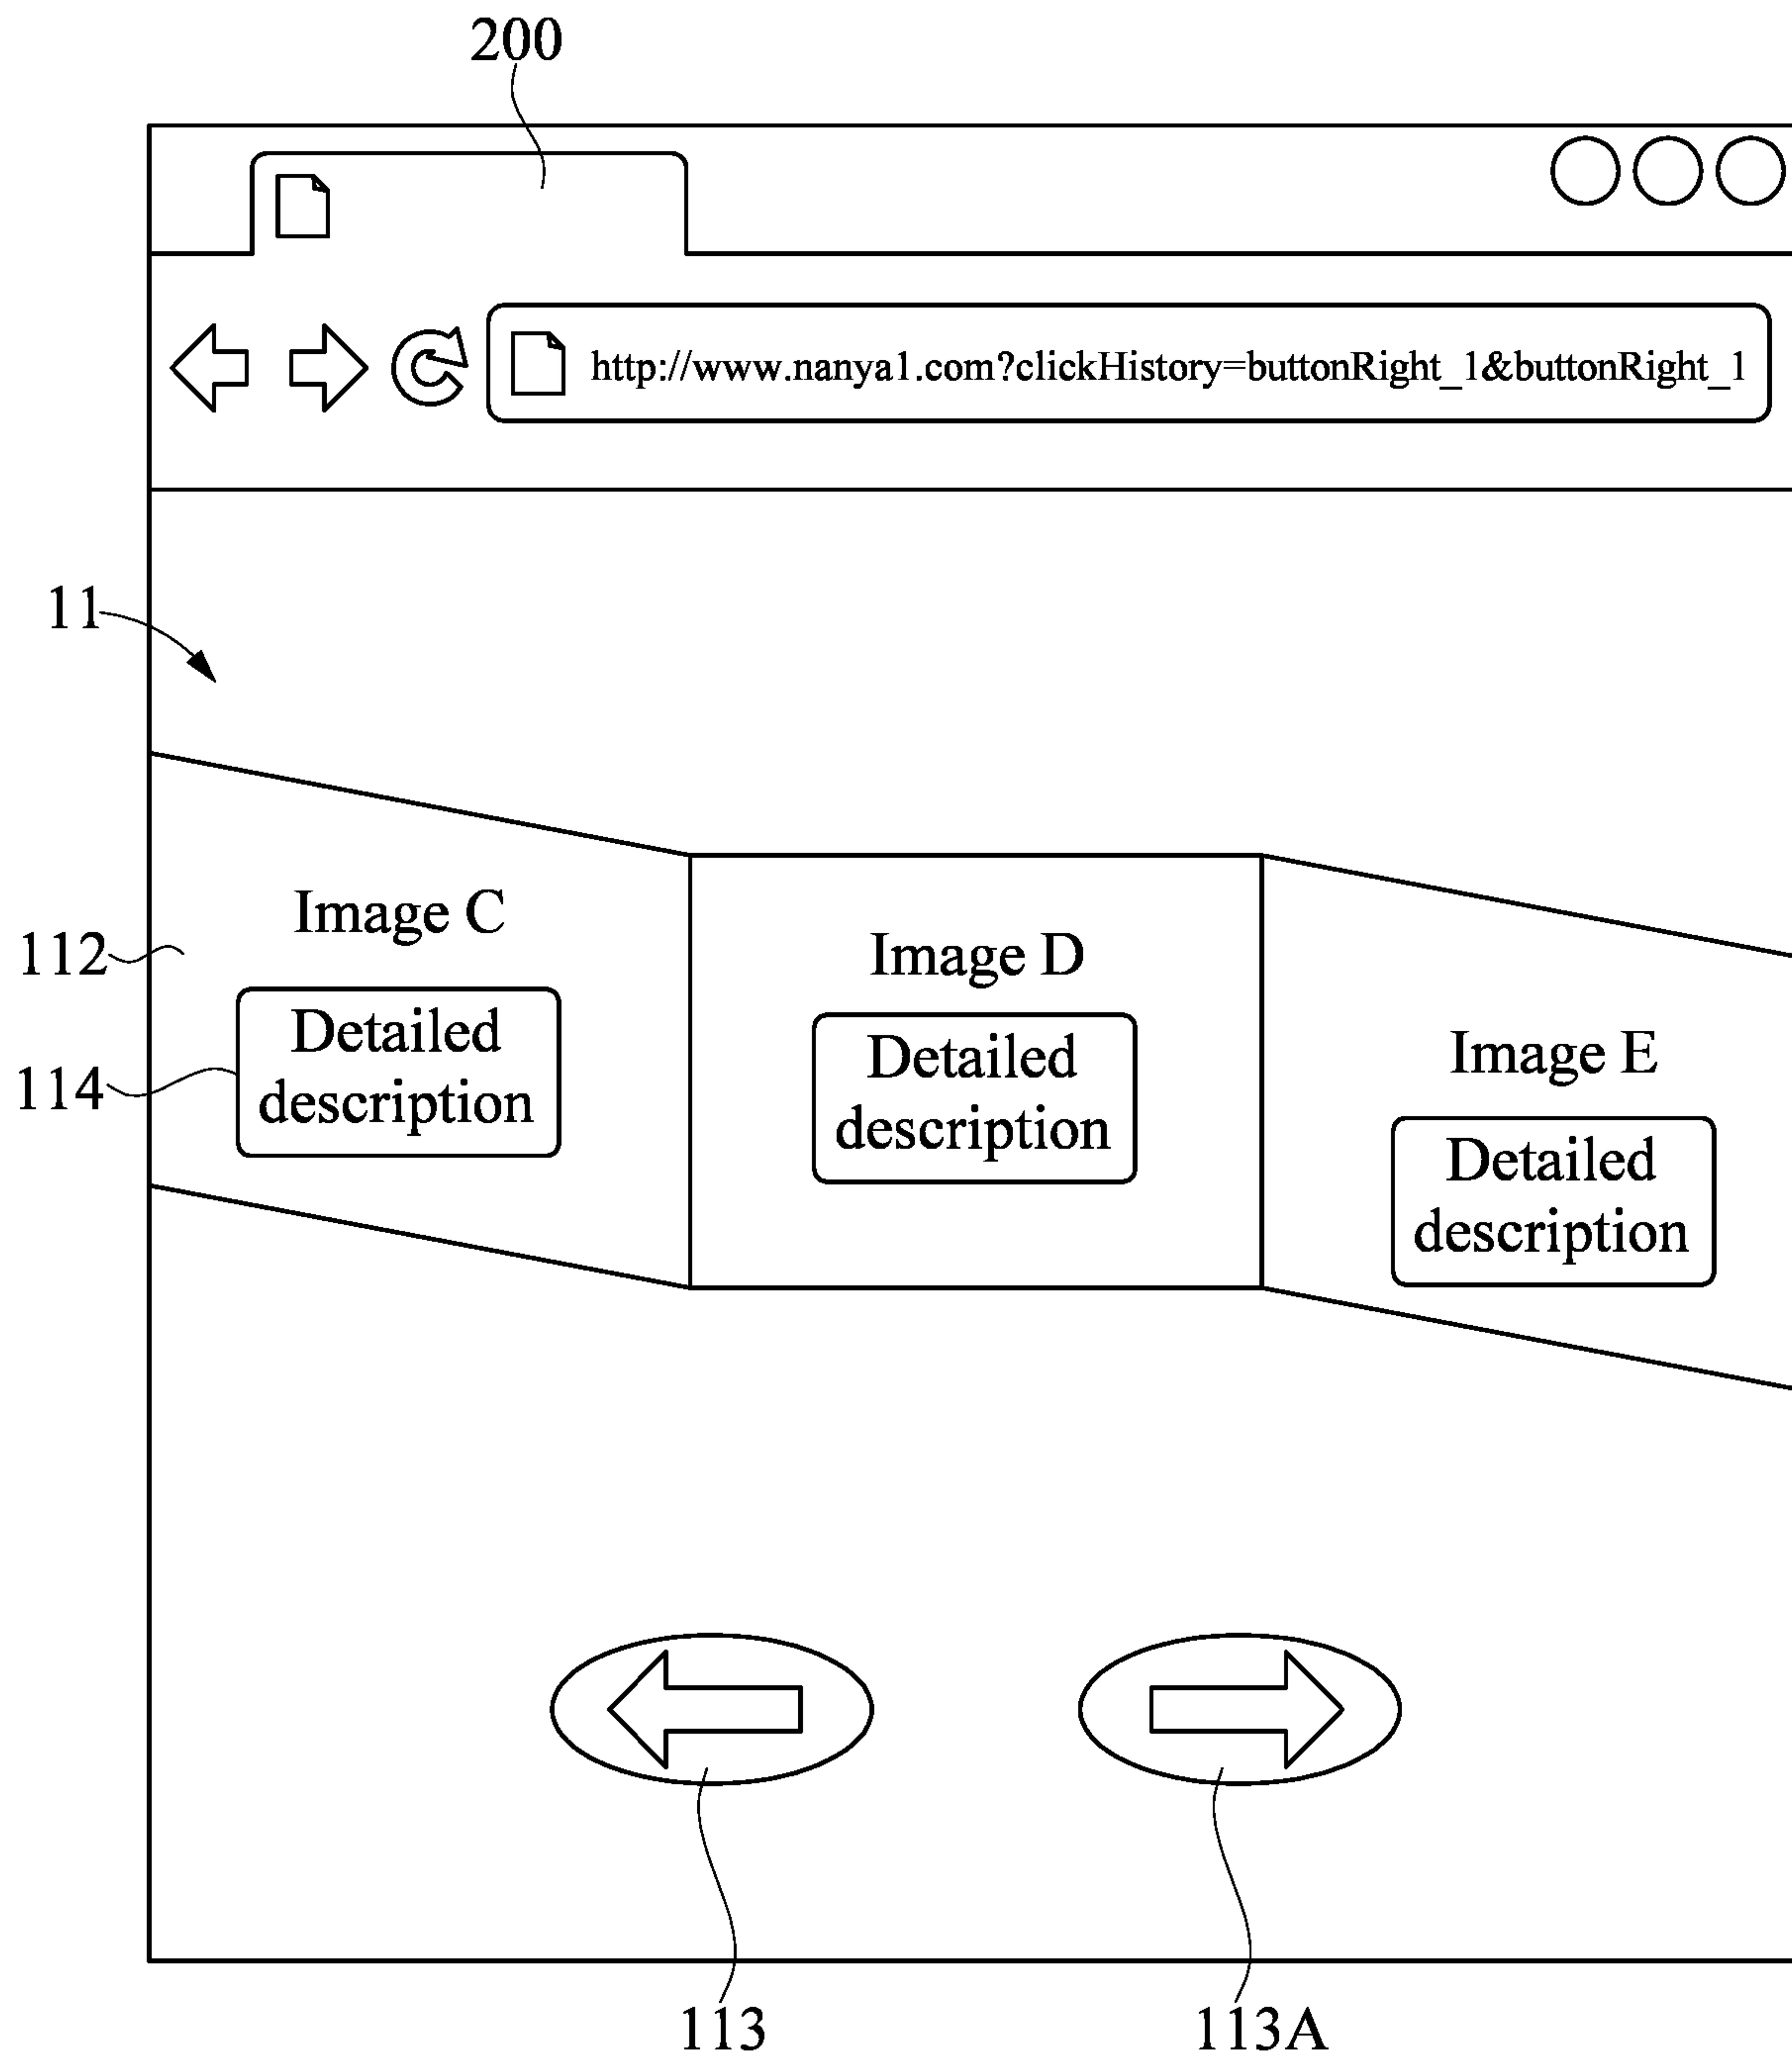 200
http://www.nanya1.com?clickHistory=buttonRight_1&buttonRight_1
11
Image C
112
Detailed
description
114
Image D
Detailed
description
Image E
Detailed
description
113
113A